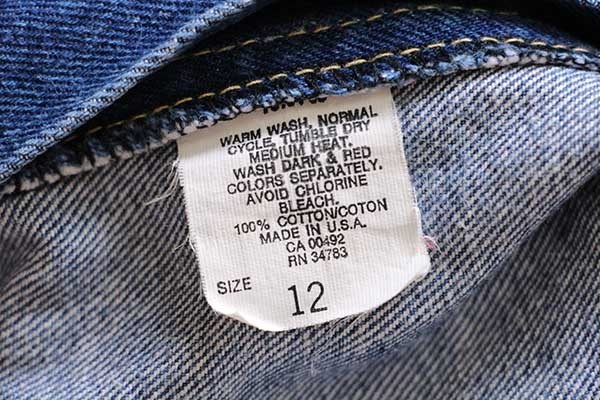 WARM WASH, NORMAL
CYCLE, TUMBLE DRY
MEDIUM HEAT.
WASH DARK & RED
COLORS SEPARATELY.
AVOID CHLORINE
BLEACH.
100% COTTON/COTON
MADE IN U.S.A.
CA 00492
RN 34783
SIZE 12